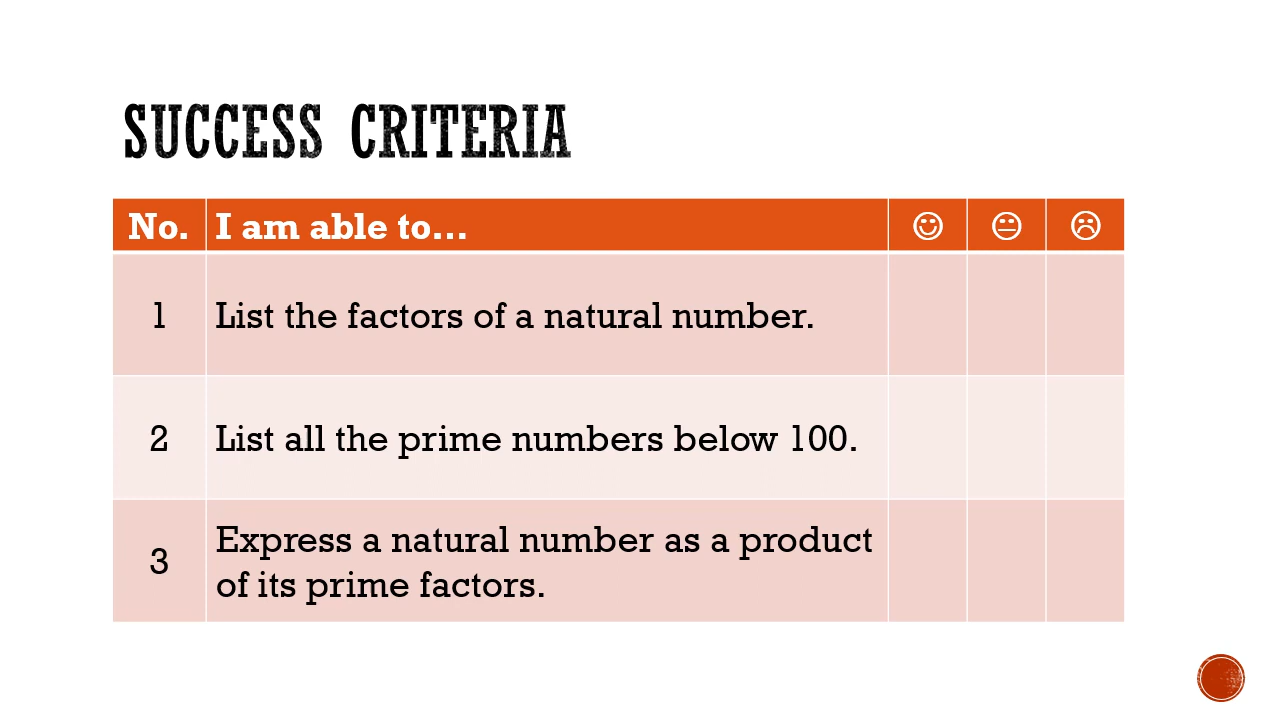 SUCCESS CRITERIA
No. I am able to... ☺ 😐 ☹
1 List the factors of a natural number.
2 List all the prime numbers below 100.
3 Express a natural number as a product
of its prime factors.